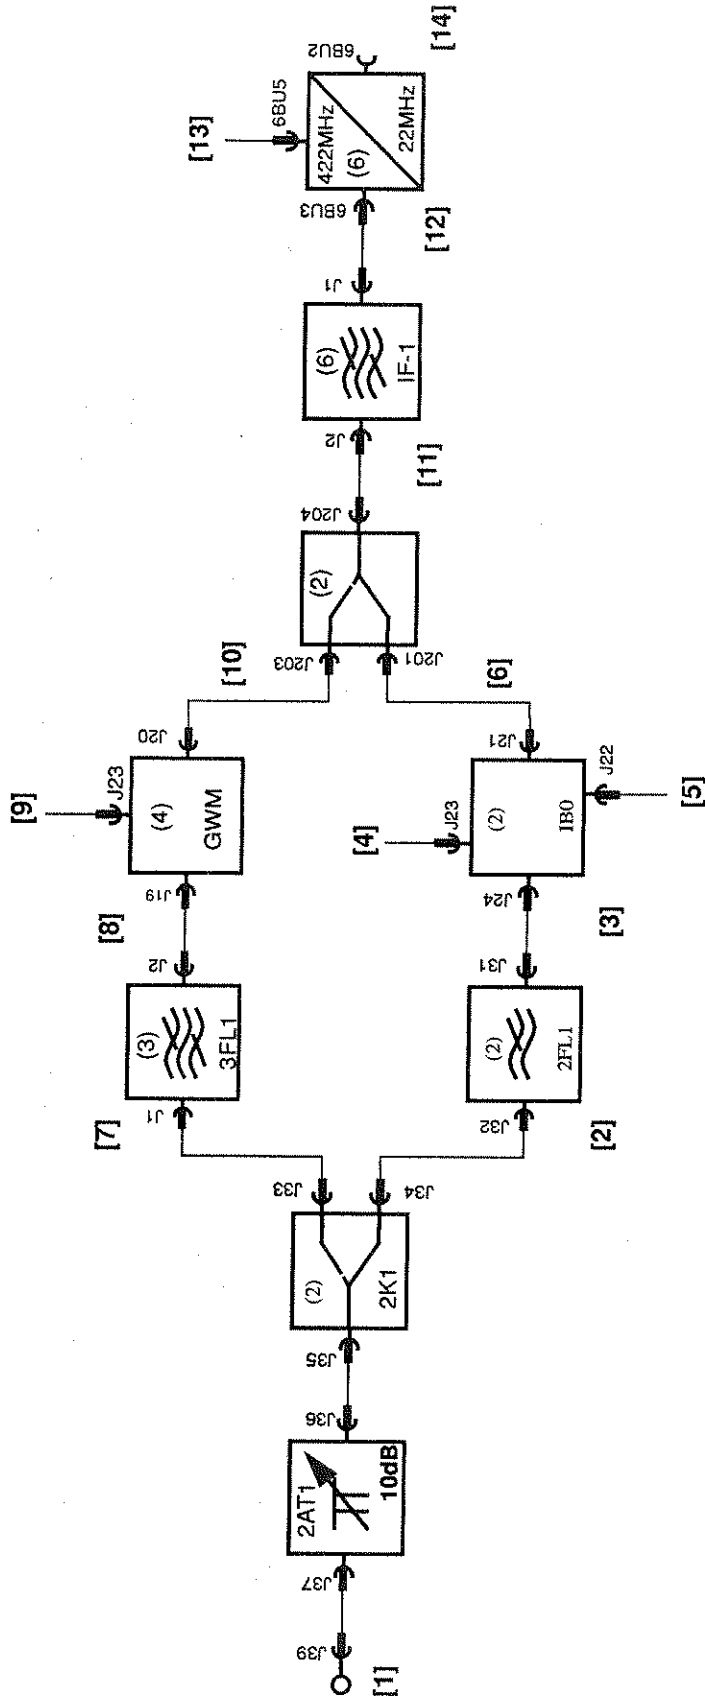 [1]
J39
J37
2AT1
10dB
J36
J35
(2)
2K1
J33
J34
[7]
J1
(3)
3FL1
J2
[8]
J19
(4)
GWM
[9]
J23
J20
[10]
J203
[2]
J32
(2)
2FL1
J31
[3]
J24
(2)
IB0
[4]
J23
J22
[5]
J21
[6]
J201
(2)
J204
[11]
J2
(6)
IF-1
J1
[12]
6BU3
422MHz
(6)
22MHz
[13]
6BU5
6BU2
[14]